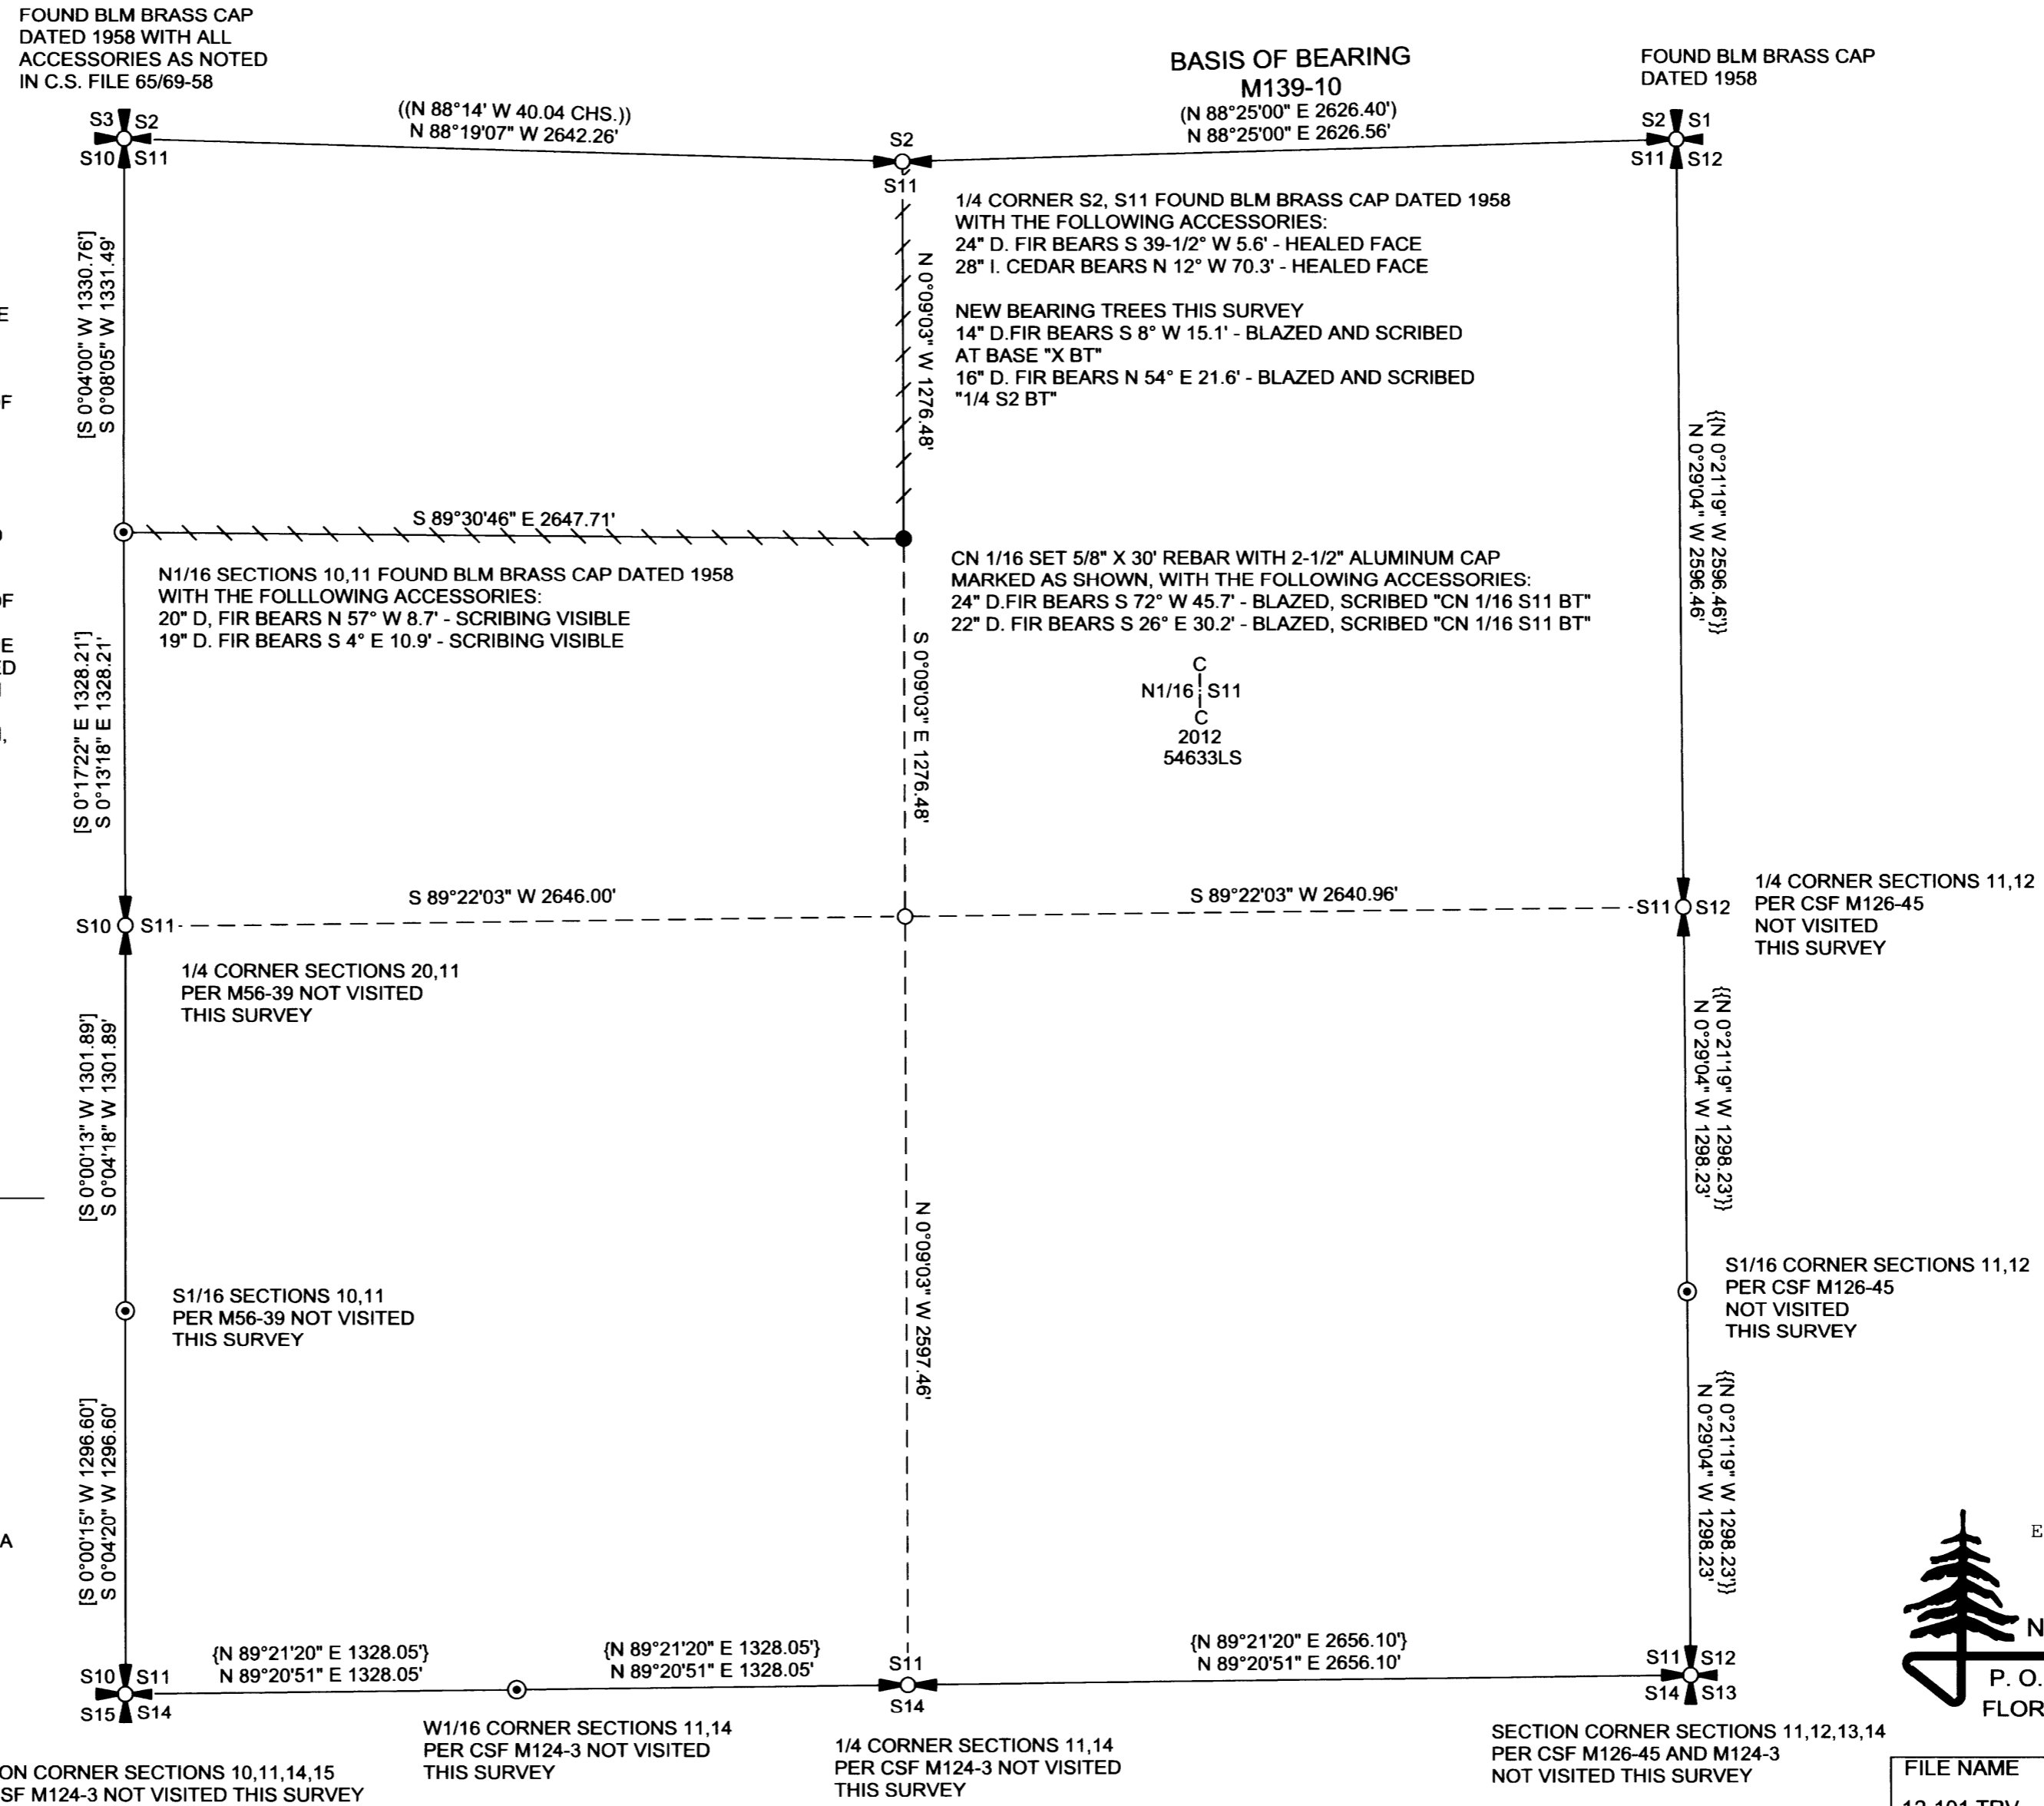 FOUND BLM BRASS CAP
DATED 1958 WITH ALL
ACCESSORIES AS NOTED
IN C.S. FILE 65/69-58
BASIS OF BEARING
M139-10
(N 88°25'00" E 2626.40')
N 88°25'00" E 2626.56'
FOUND BLM BRASS CAP
DATED 1958
((N 88°14' W 40.04 CHS.))
N 88°19'07" W 2642.26'
S3 S2
S10 S11
S2
S11
S2 S1
S11 S12
1/4 CORNER S2, S11 FOUND BLM BRASS CAP DATED 1958
WITH THE FOLLOWING ACCESSORIES:
24" D. FIR BEARS S 39-1/2° W 5.6' - HEALED FACE
28" I. CEDAR BEARS N 12° W 70.3' - HEALED FACE
NEW BEARING TREES THIS SURVEY
14" D.FIR BEARS S 8° W 15.1' - BLAZED AND SCRIBED
AT BASE "X BT"
16" D. FIR BEARS N 54° E 21.6' - BLAZED AND SCRIBED
"1/4 S2 BT"
[S 0°04'00" W 1330.76']
S 0°08'05" W 1331.49'
N 0°09'03" W 1276.48'
{{N 0°21'19" W 2596.46'}}
N 0°29'04" W 2596.46'
E
OF
S 89°30'46" E 2647.71'
N1/16 SECTIONS 10,11 FOUND BLM BRASS CAP DATED 1958
WITH THE FOLLLOWING ACCESSORIES:
20" D, FIR BEARS N 57° W 8.7' - SCRIBING VISIBLE
19" D. FIR BEARS S 4° E 10.9' - SCRIBING VISIBLE
CN 1/16 SET 5/8" X 30' REBAR WITH 2-1/2" ALUMINUM CAP
MARKED AS SHOWN, WITH THE FOLLOWING ACCESSORIES:
24" D.FIR BEARS S 72° W 45.7' - BLAZED, SCRIBED "CN 1/16 S11 BT"
22" D. FIR BEARS S 26° E 30.2' - BLAZED, SCRIBED "CN 1/16 S11 BT"
C
N1/16 S11
C
2012
54633LS
OF
E
ED
[S 0°17'22" E 1328.21']
S 0°13'18" E 1328.21'
S 0°09'03" E 1276.48'
S 89°22'03" W 2646.00'
S 89°22'03" W 2640.96'
S10 S11
S11 S12
1/4 CORNER SECTIONS 11,12
PER CSF M126-45
NOT VISITED
THIS SURVEY
1/4 CORNER SECTIONS 20,11
PER M56-39 NOT VISITED
THIS SURVEY
[S 0°00'13" W 1301.89']
S 0°04'18" W 1301.89'
{{N 0°21'19" W 1298.23'}}
N 0°29'04" W 1298.23'
N 0°09'03" W 2597.46'
S1/16 SECTIONS 10,11
PER M56-39 NOT VISITED
THIS SURVEY
S1/16 CORNER SECTIONS 11,12
PER CSF M126-45
NOT VISITED
THIS SURVEY
[S 0°00'15" W 1296.60']
S 0°04'20" W 1296.60'
{{N 0°21'19" W 1298.23'}}
N 0°29'04" W 1298.23'
A
E
N
P. O.
FLOR
{N 89°21'20" E 1328.05'}
N 89°20'51" E 1328.05'
{N 89°21'20" E 1328.05'}
N 89°20'51" E 1328.05'
{N 89°21'20" E 2656.10'}
N 89°20'51" E 2656.10'
S10 S11
S15 S14
S11
S14
S11 S12
S14 S13
W1/16 CORNER SECTIONS 11,14
PER CSF M124-3 NOT VISITED
THIS SURVEY
1/4 CORNER SECTIONS 11,14
PER CSF M124-3 NOT VISITED
THIS SURVEY
SECTION CORNER SECTIONS 11,12,13,14
PER CSF M126-45 AND M124-3
NOT VISITED THIS SURVEY
ON CORNER SECTIONS 10,11,14,15
SF M124-3 NOT VISITED THIS SURVEY
FILE NAME